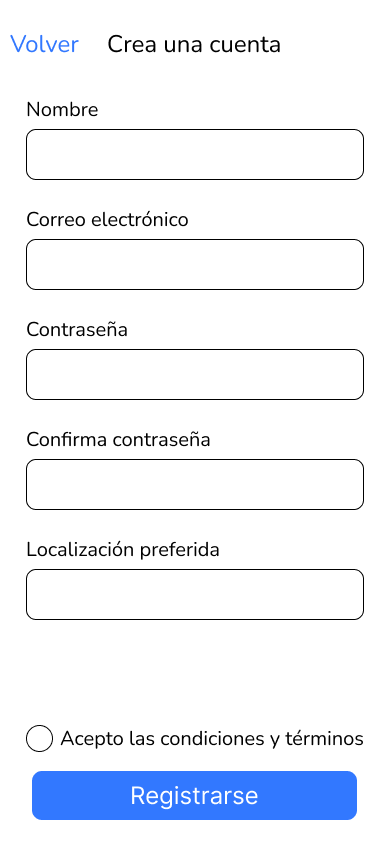 Volver Crea una cuenta
Nombre
Correo electrónico
Contraseña
Confirma contraseña
Localización preferida
Acepto las condiciones y términos
Registrarse